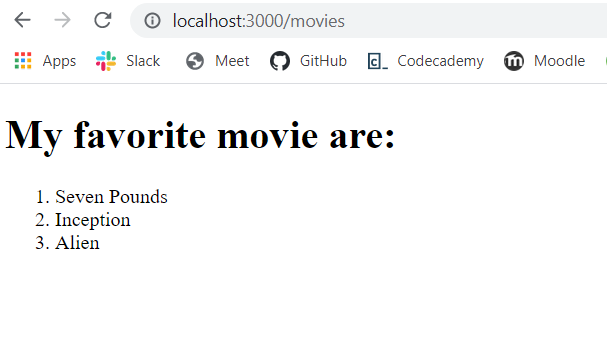 localhost:3000/movies
Apps Slack Meet GitHub C_ Codecademy m Moodle
My favorite movie are:
1. Seven Pounds
2. Inception
3. Alien